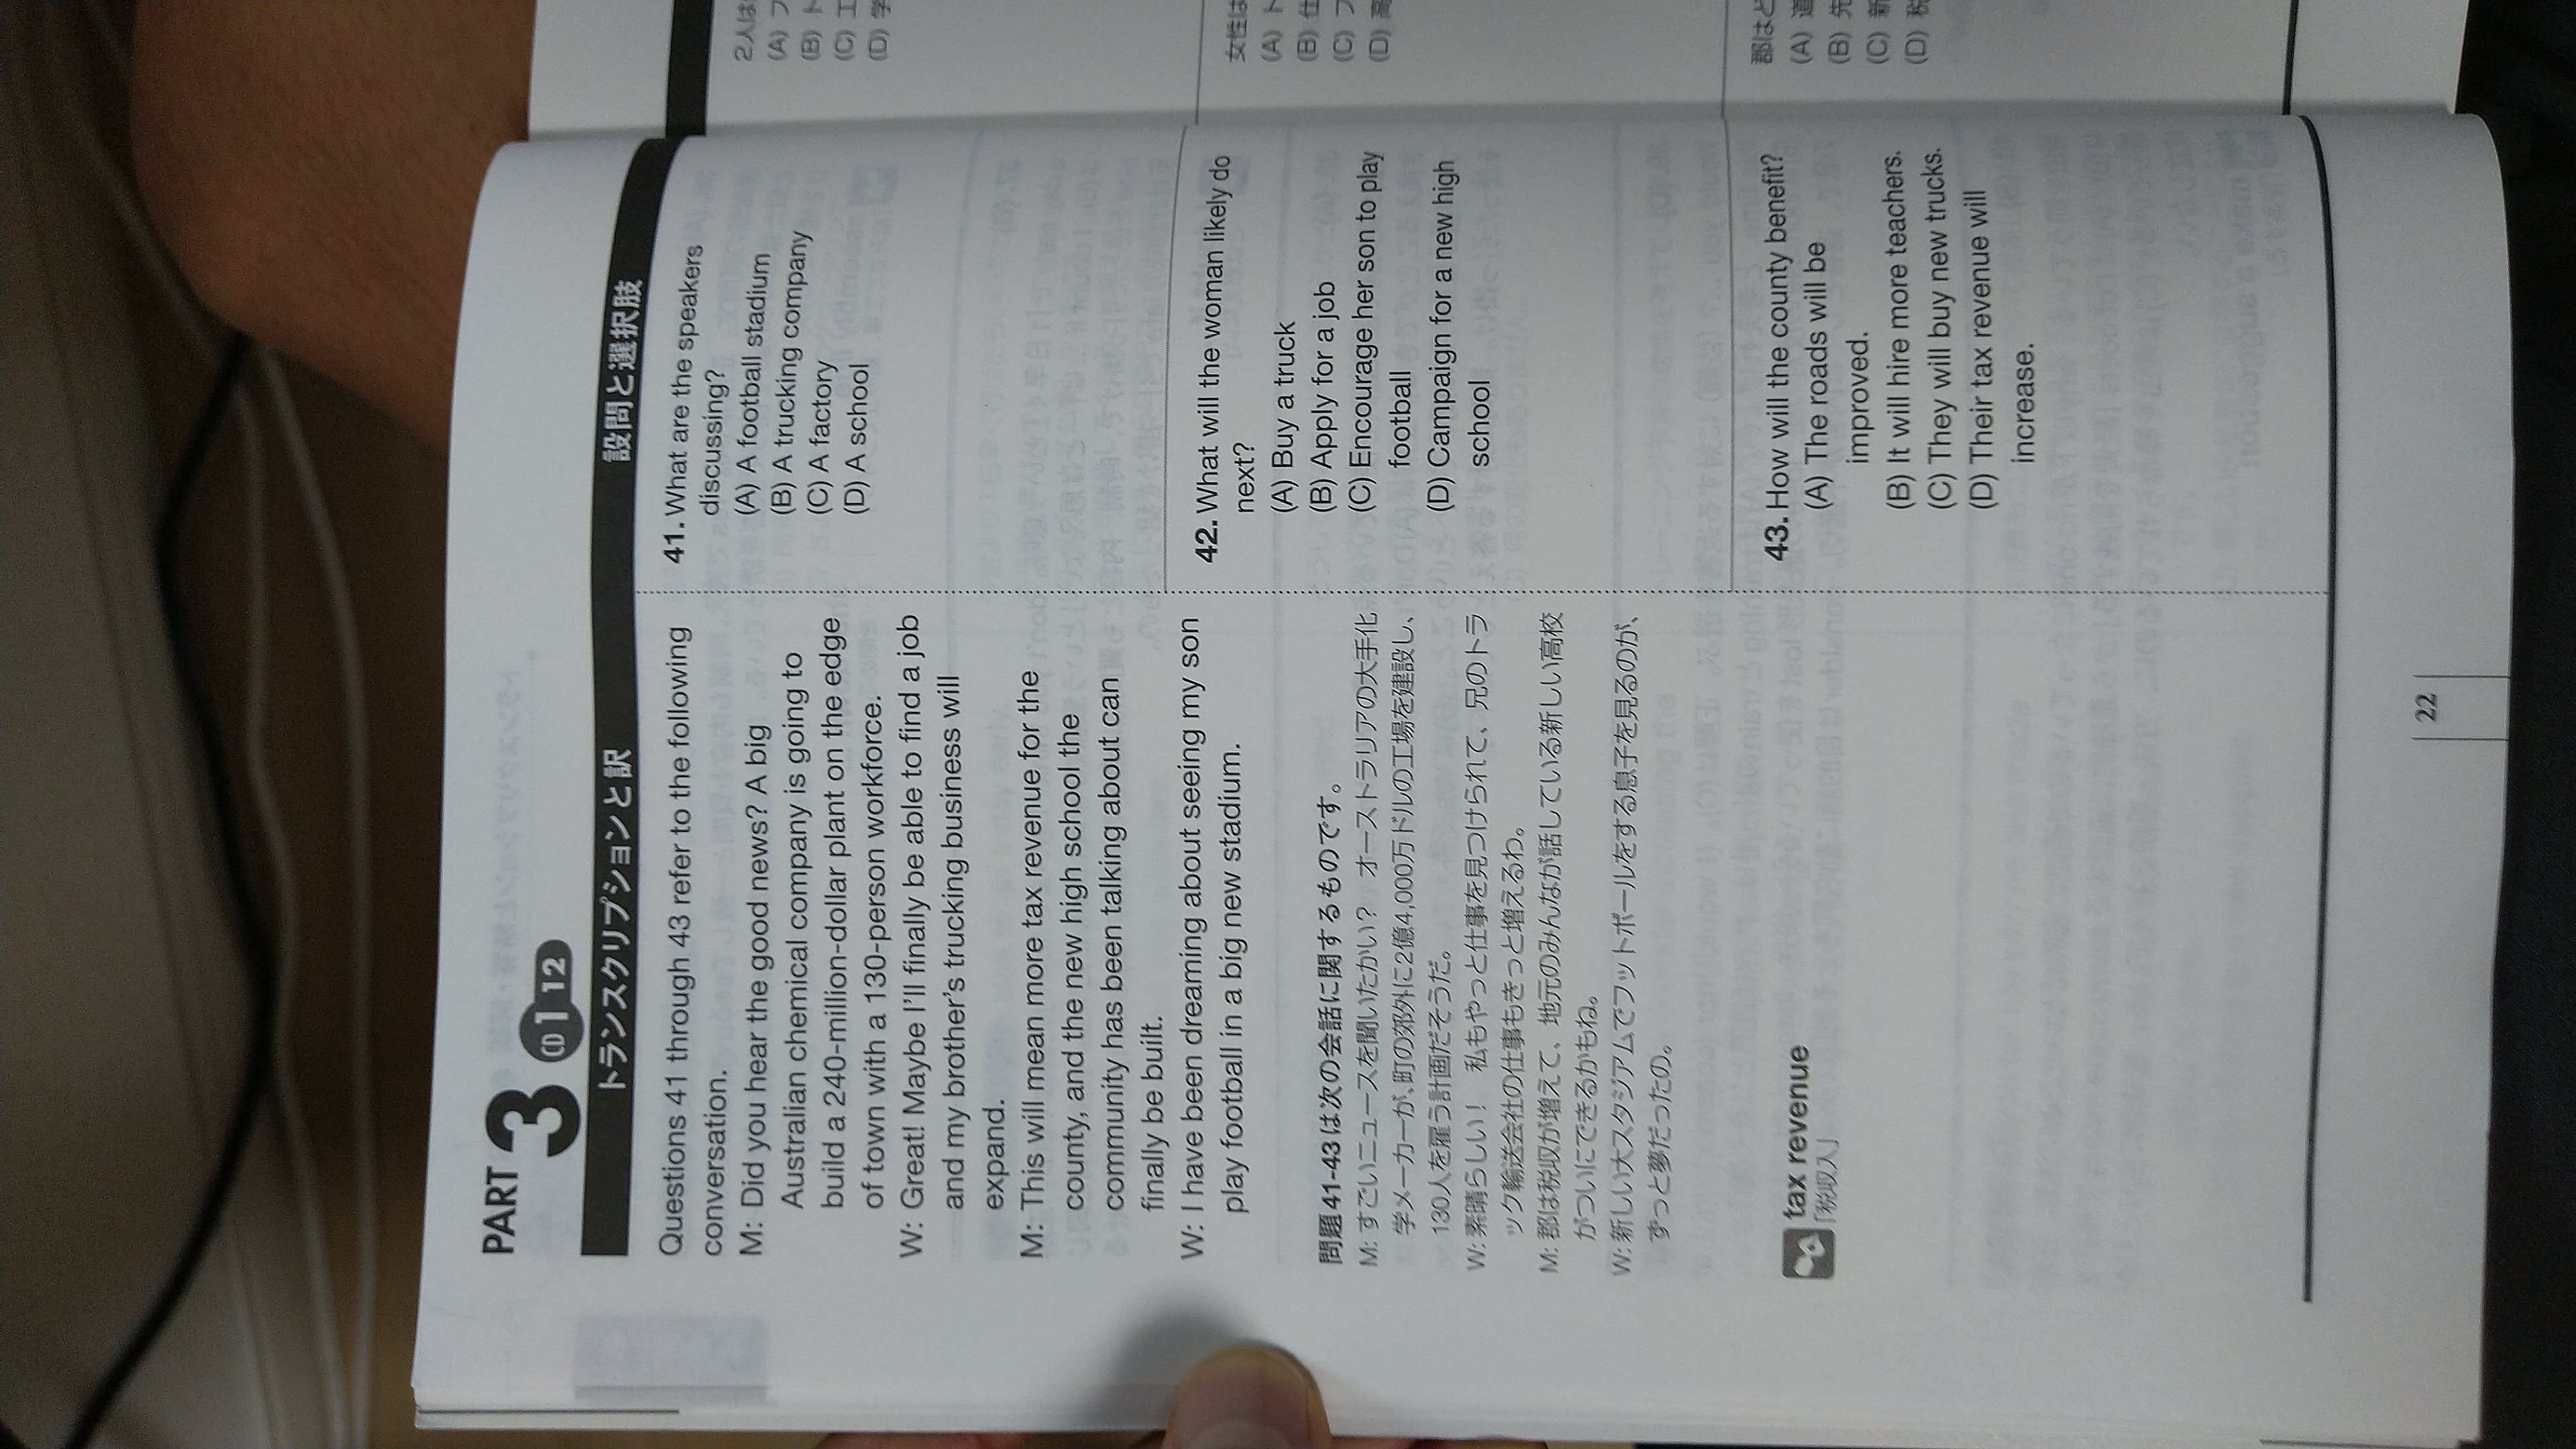 PART 3 CD 1 12
トランスクリプションと訳
Questions 41 through 43 refer to the following
conversation.
M: Did you hear the good news? A big
Australian chemical company is going to
build a 240-million-dollar plant on the edge
of town with a 130-person workforce.
W: Great! Maybe I'll finally be able to find a job
and my brother's trucking business will
expand.
M: This will mean more tax revenue for the
county, and the new high school the
community has been talking about can
finally be built.
W: I have been dreaming about seeing my son
play football in a big new stadium.
問題41-43は次の会話に関するものです。
M: すごいニュースを聞いたかい？　オーストラリアの大手化
学メーカーが、町の郊外に2億4,000万ドルの工場を建設し、
130人を雇う計画だそうだ。
W: 素晴らしい！　私もやっと仕事を見つけられて、兄のトラ
ック輸送会社の仕事もきっと増えるわ。
M: 郡は税収が増えて、地元のみんなが話している新しい高校
がついにできるかもね。
W: 新しい大スタジアムでフットボールをする息子を見るのが、
ずっと夢だったの。
tax revenue
「税収入」
設問と選択肢
41. What are the speakers
discussing?
(A) A football stadium
(B) A trucking company
(C) A factory
(D) A school
42. What will the woman likely do
next?
(A) Buy a truck
(B) Apply for a job
(C) Encourage her son to play
football
(D) Campaign for a new high
school
43. How will the county benefit?
(A) The roads will be
improved.
(B) It will hire more teachers.
(C) They will buy new trucks.
(D) Their tax revenue will
increase.
22
2人は
(A) フ
(B) ト
(C) エ
(D) 学
女性は
(A) ト
(B) 仕
(C) フ
(D) 高
郡はど
(A) 道
(B) 先
(C) 新
(D) 税